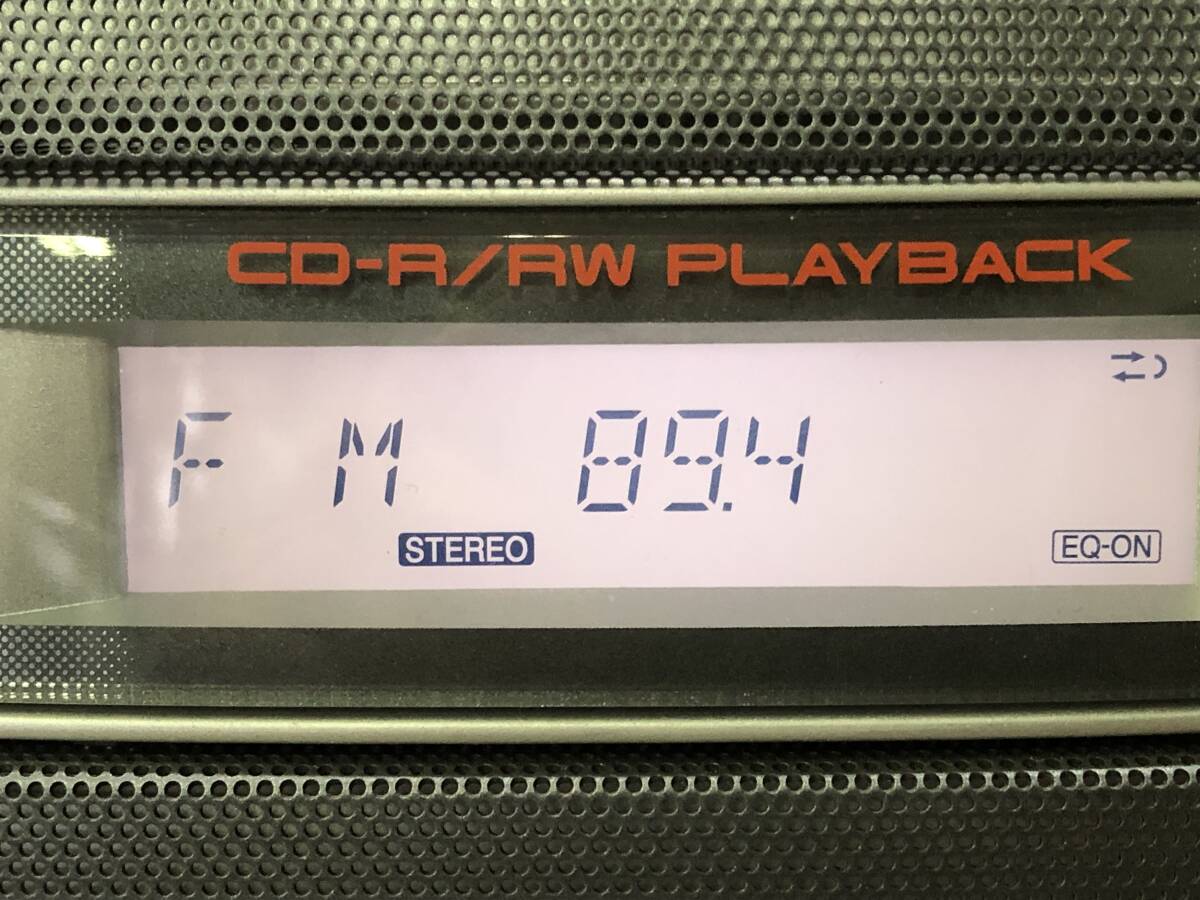 CD-R/RW PLAYBACK
FM 89.4
STEREO EQ-ON